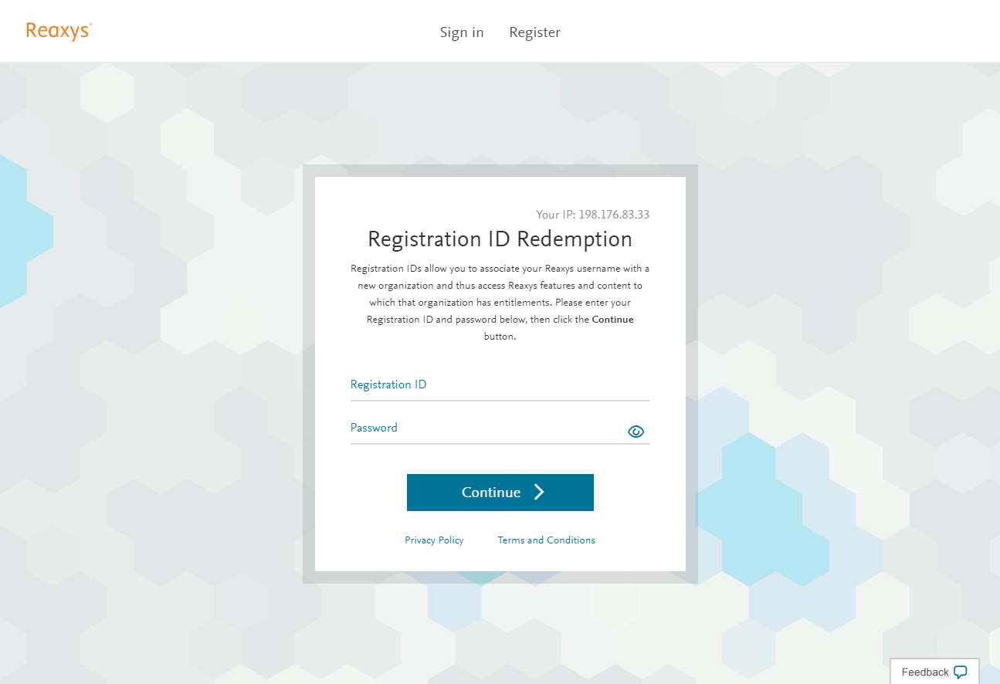 Reaxys®
Sign in
Register
Your IP: 198.176.83.33
Registration ID Redemption
Registration IDs allow you to associate your Reaxys username with a
new organization and thus access Reaxys features and content to
which that organization has entitlements. Please enter your
Registration ID and password below, then click the Continue
button.
Registration ID
Password
Continue
Privacy Policy
Terms and Conditions
Feedback